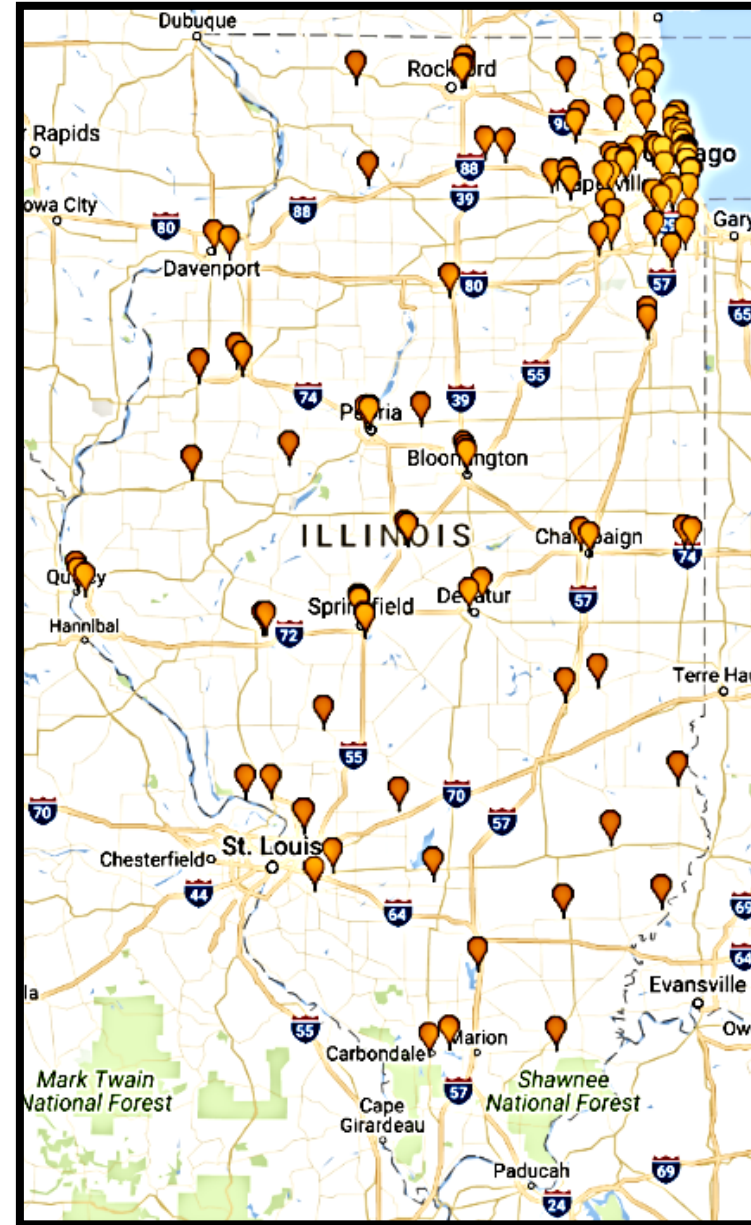 Dubuque
Rockford
r Rapids
90
ago
88
owa City
39
80
88
Gary
Davenport
80
57
65
55
74
39
Peoria
Bloomington
ILLINOIS
Champaign
74
Quincy
57
Springfield
Decatur
Hannibal
72
Terre Hau
55
70
70
57
St. Louis
Chesterfield
44
64
69
64
la
Evansville
55
Ow
Carbondale
Marion
Mark Twain
National Forest
57
Shawnee
National Forest
Cape
Girardeau
Paducah
69
24